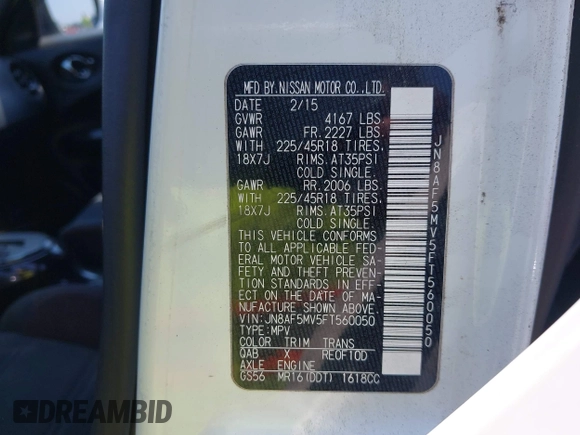 MFD BY.NISSAN MOTOR CO.,LTD.
DATE 2/15
GVWR 4167 LBS.
GAWR FR. 2227 LBS.
WITH 225/45R18 TIRES.
18X7J RIMS. AT35PSI
COLD SINGLE.
GAWR RR. 2006 LBS.
WITH 225/45R18 TIRES.
18X7J RIMS. AT35PSI
COLD SINGLE.
THIS VEHICLE CONFORMS
TO ALL APPLICABLE FED-
ERAL MOTOR VEHICLE SA-
FETY AND THEFT PREVEN-
TION STANDARDS IN EFF-
ECT ON THE DATE OF MA-
NUFACTURE SHOWN ABOVE.
VIN:JN8AF5MV5FT560050
TYPE:MPV
COLOR TRIM TRANS
QAB X REOF10D
AXLE ENGINE
GS56 MR16(DDT) 1618CC
JN8AF5MV5FT560050
DREAMBID